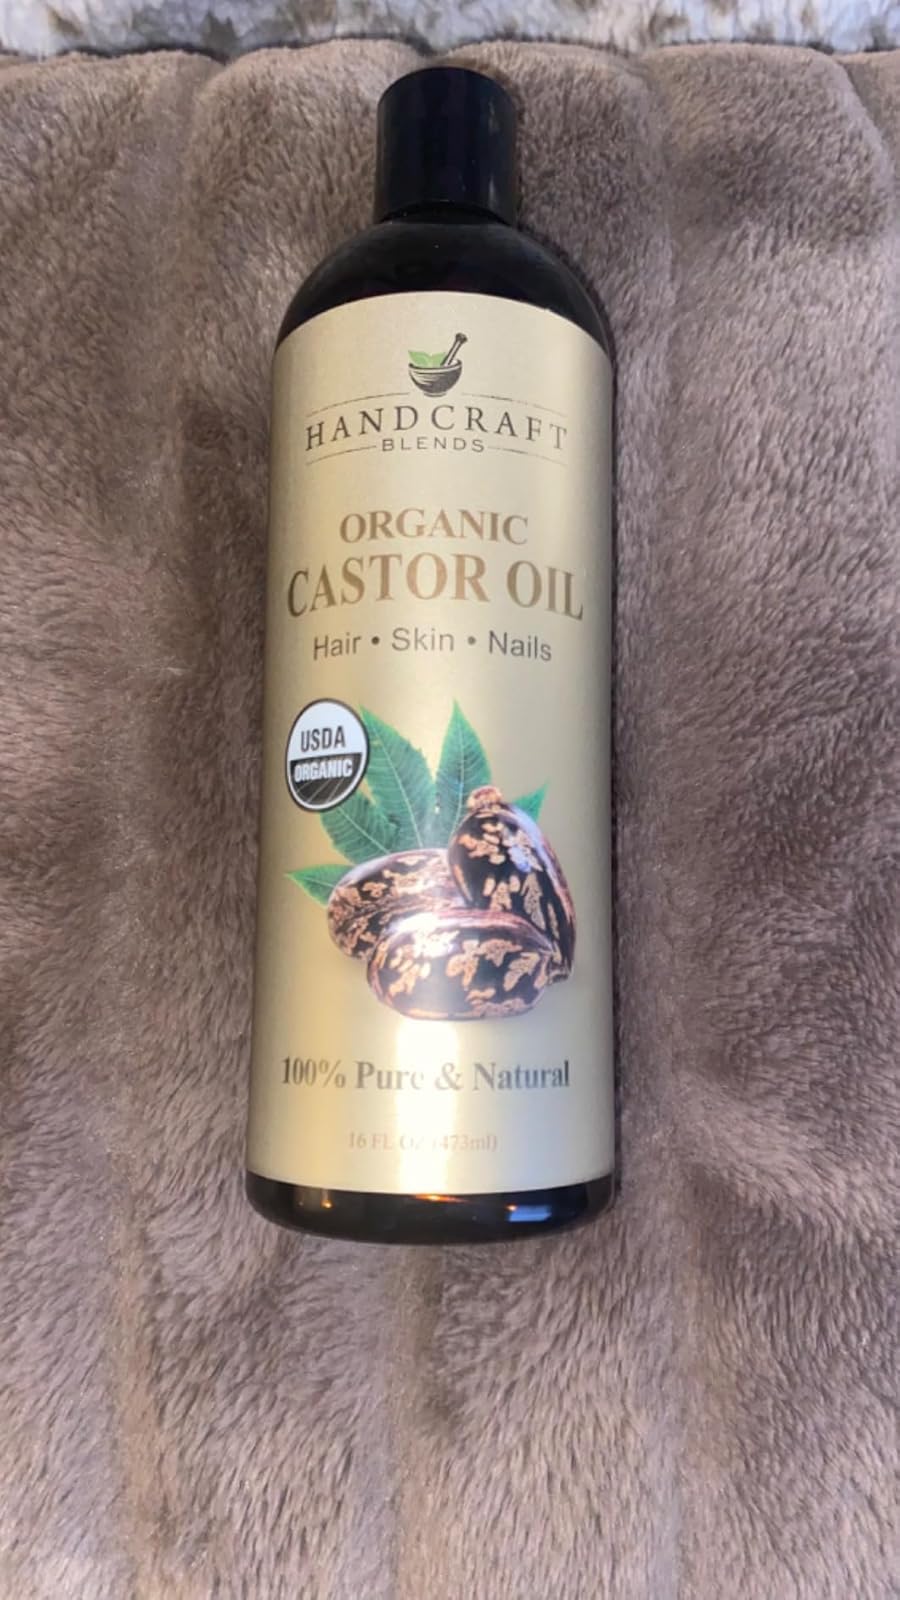 HANDCRAFT
BLENDS
ORGANIC
CASTOR OIL
Hair • Skin • Nails
USDA
ORGANIC
100% Pure & Natural
16 FL Oz (473ml)